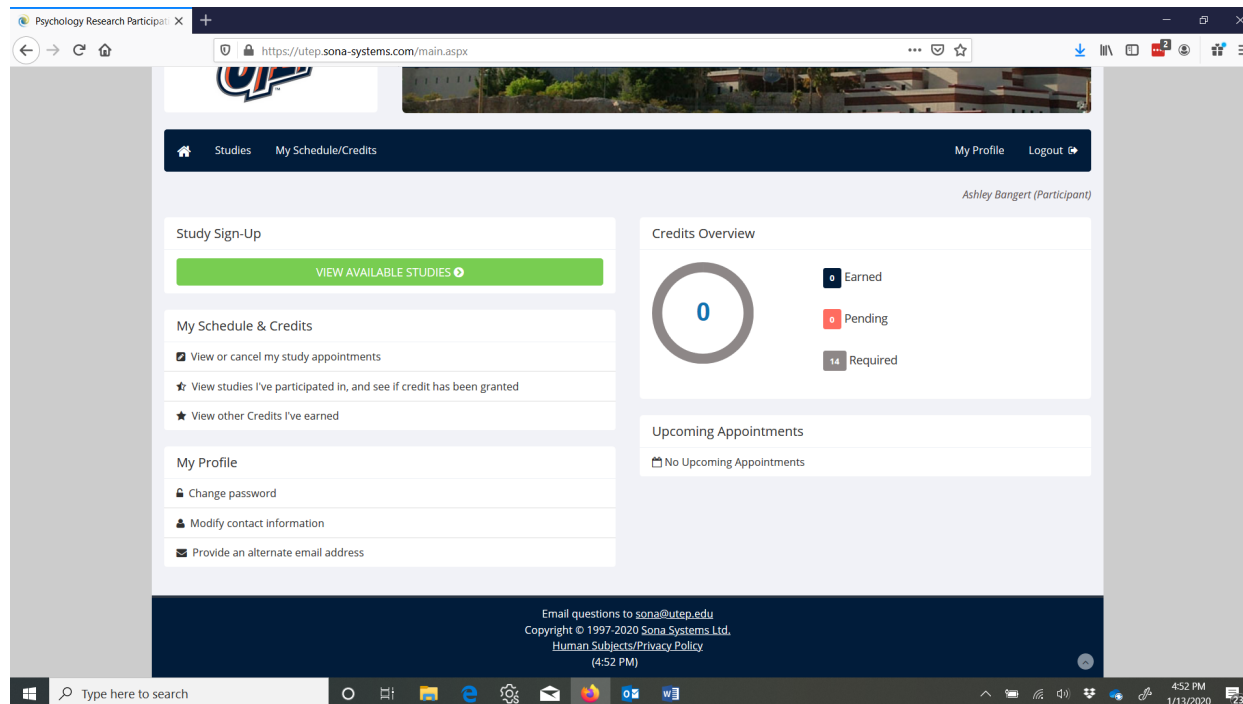 Psychology Research Participati
https://utep.sona-systems.com/main.aspx
2
UTEP
Studies My Schedule/Credits My Profile Logout
Ashley Bangert (Participant)
Study Sign-Up
VIEW AVAILABLE STUDIES
My Schedule & Credits
View or cancel my study appointments
View studies I've participated in, and see if credit has been granted
View other Credits I've earned
My Profile
Change password
Modify contact information
Provide an alternate email address
Credits Overview
0
0 Earned
0 Pending
14 Required
Upcoming Appointments
No Upcoming Appointments
Email questions to sona@utep.edu
Copyright © 1997-2020 Sona Systems Ltd.
Human Subjects/Privacy Policy
(4:52 PM)
Type here to search
4:52 PM
1/13/2020
23